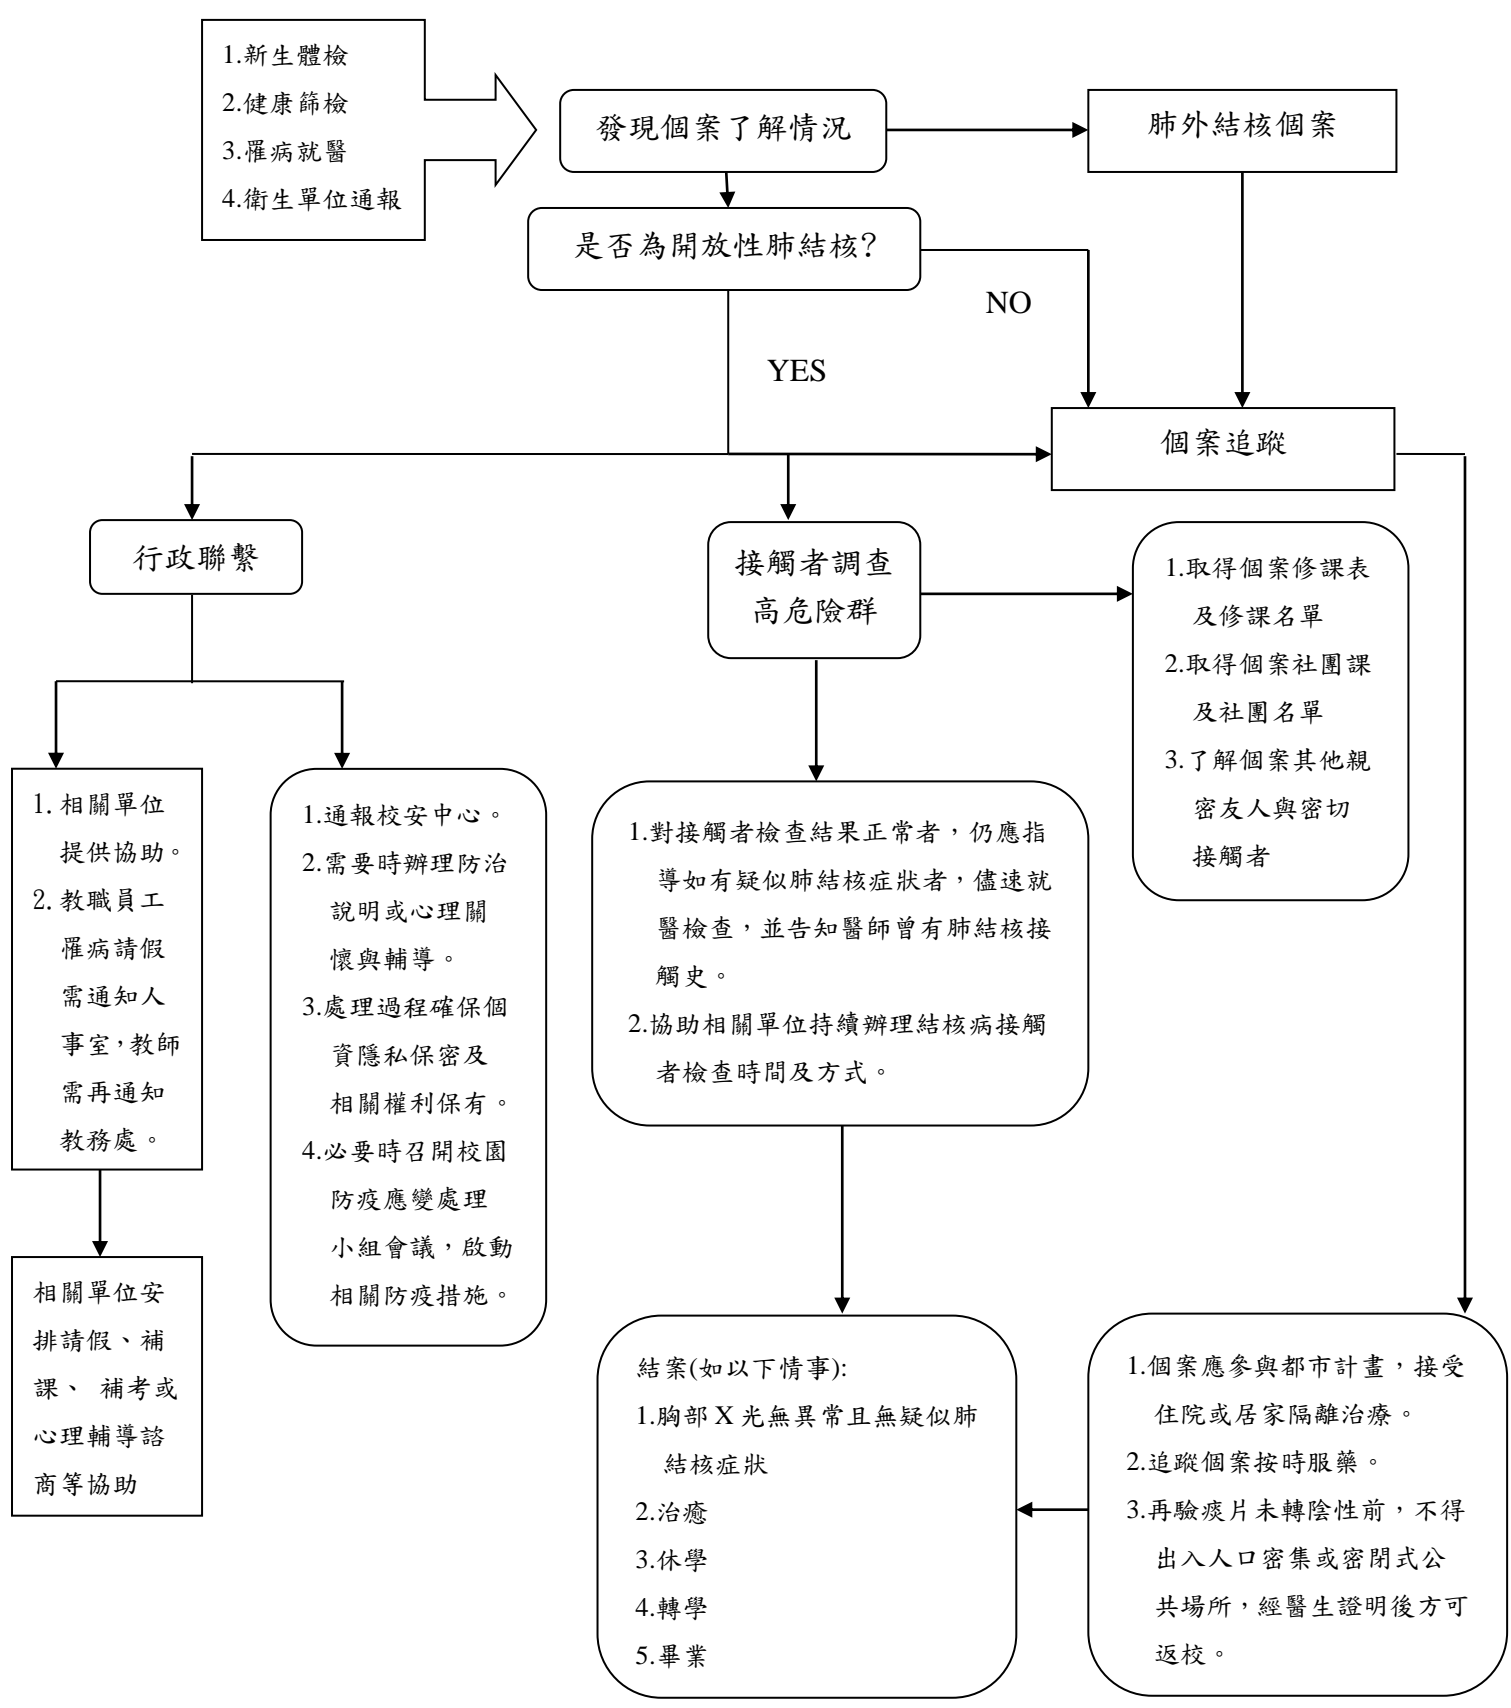 1.新生體檢
2.健康篩檢
3.罹病就醫
4.衛生單位通報
發現個案了解情況
肺外結核個案
是否為開放性肺結核?
NO
YES
個案追蹤
行政聯繫
接觸者調查
高危險群
1.取得個案修課表
及修課名單
2.取得個案社團課
及社團名單
3.了解個案其他親
密友人與密切
接觸者
1. 相關單位
提供協助。
2. 教職員工
罹病請假
需通知人
事室,教師
需再通知
教務處。
1.通報校安中心。
2.需要時辦理防治
說明或心理關
懷與輔導。
3.處理過程確保個
資隱私保密及
相關權利保有。
4.必要時召開校園
防疫應變處理
小組會議,啟動
相關防疫措施。
1.對接觸者檢查結果正常者,仍應指
導如有疑似肺結核症狀者,儘速就
醫檢查,並告知醫師曾有肺結核接
觸史。
2.協助相關單位持續辦理結核病接觸
者檢查時間及方式。
相關單位安
排請假、補
課、 補考或
心理輔導諮
商等協助
結案(如以下情事):
1.胸部 X 光無異常且無疑似肺
結核症狀
2.治癒
3.休學
4.轉學
5.畢業
1.個案應參與都市計畫,接受
住院或居家隔離治療。
2.追蹤個案按時服藥。
3.再驗痰片未轉陰性前,不得
出入人口密集或密閉式公
共場所,經醫生證明後方可
返校。